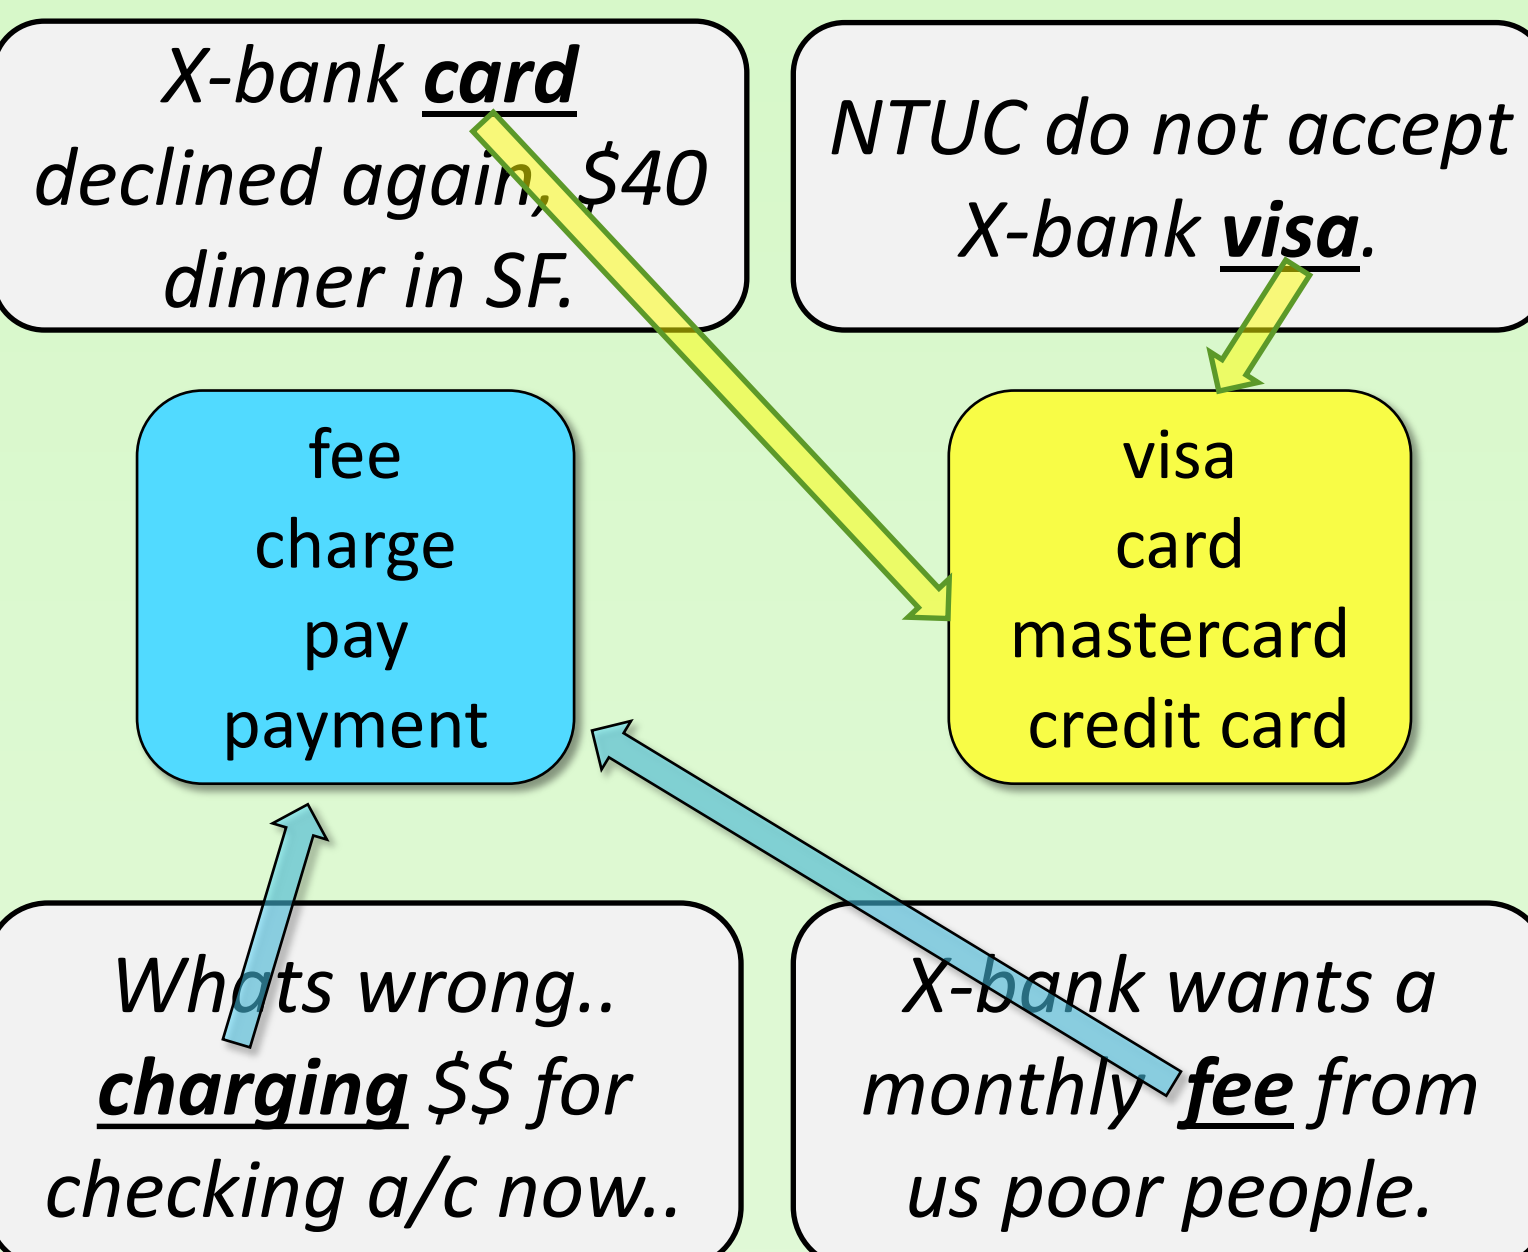 X-bank card
declined again, $40
dinner in SF.
NTUC do not accept
X-bank visa.
fee
charge
pay
payment
visa
card
mastercard
credit card
Whats wrong..
charging $$ for
checking a/c now..
X-bank wants a
monthly fee from
us poor people.